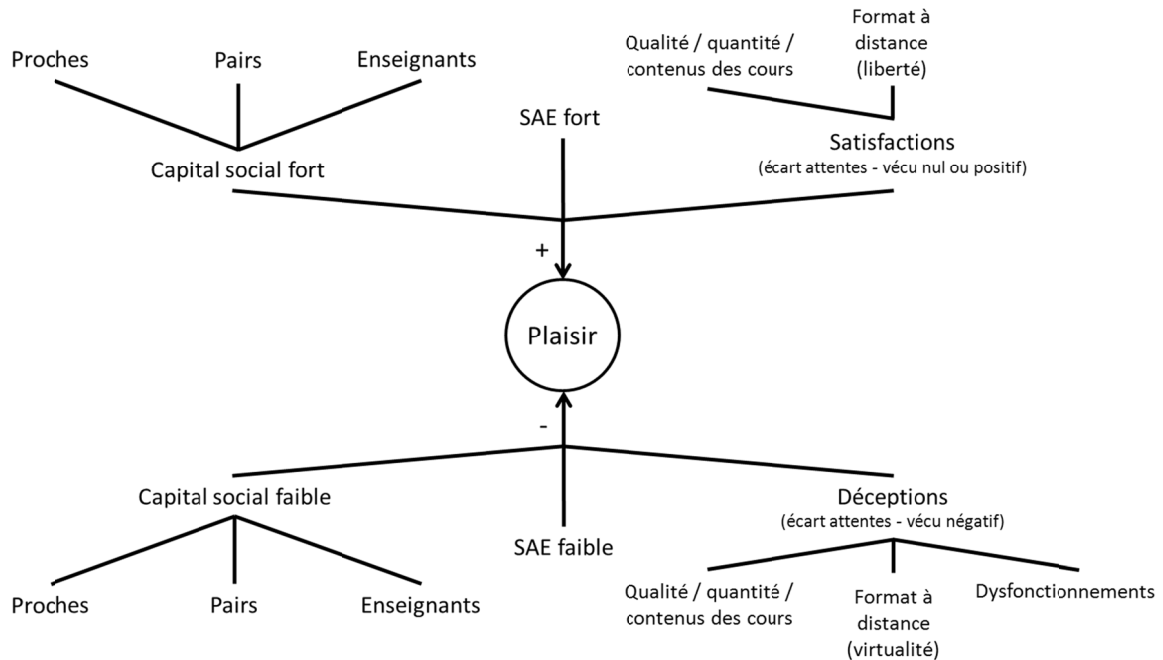 Proches
Pairs
Enseignants
Capital social fort
SAE fort
Qualité / quantité /
contenus des cours
Format à
distance
(liberté)
Satisfactions
(écart attentes - vécu nul ou positif)
+
Plaisir
-
Capital social faible
Proches
Pairs
Enseignants
SAE faible
Déceptions
(écart attentes - vécu négatif)
Qualité / quantité /
contenus des cours
Format à
distance
(virtualité)
Dysfonctionnements